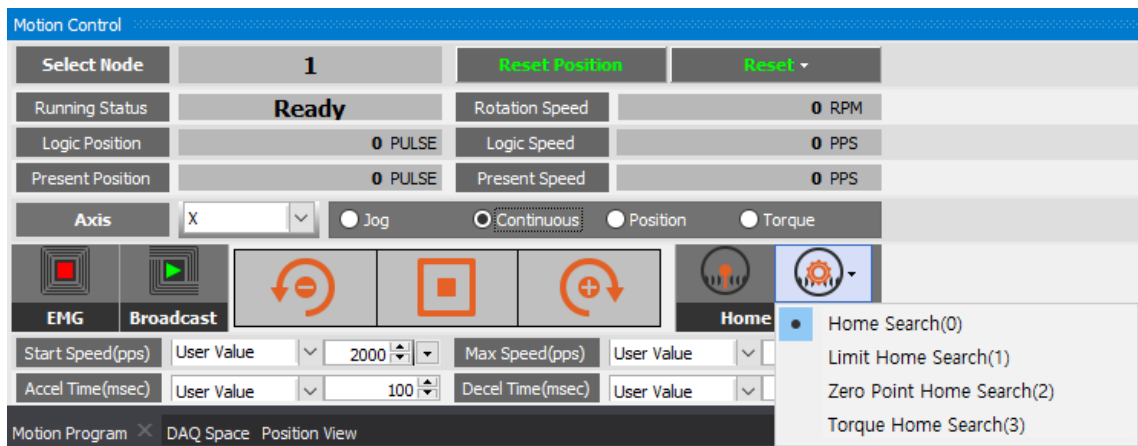 Motion Control
Select Node 1 Reset Position Reset
Running Status Ready Rotation Speed 0 RPM
Logic Position 0 PULSE Logic Speed 0 PPS
Present Position 0 PULSE Present Speed 0 PPS
Axis X Jog Continuous Position Torque
EMG Broadcast Home
Home Search(0)
Limit Home Search(1)
Zero Point Home Search(2)
Torque Home Search(3)
Start Speed(pps) User Value 2000 Max Speed(pps) User Value
Accel Time(msec) User Value 100 Decel Time(msec) User Value
Motion Program DAQ Space Position View